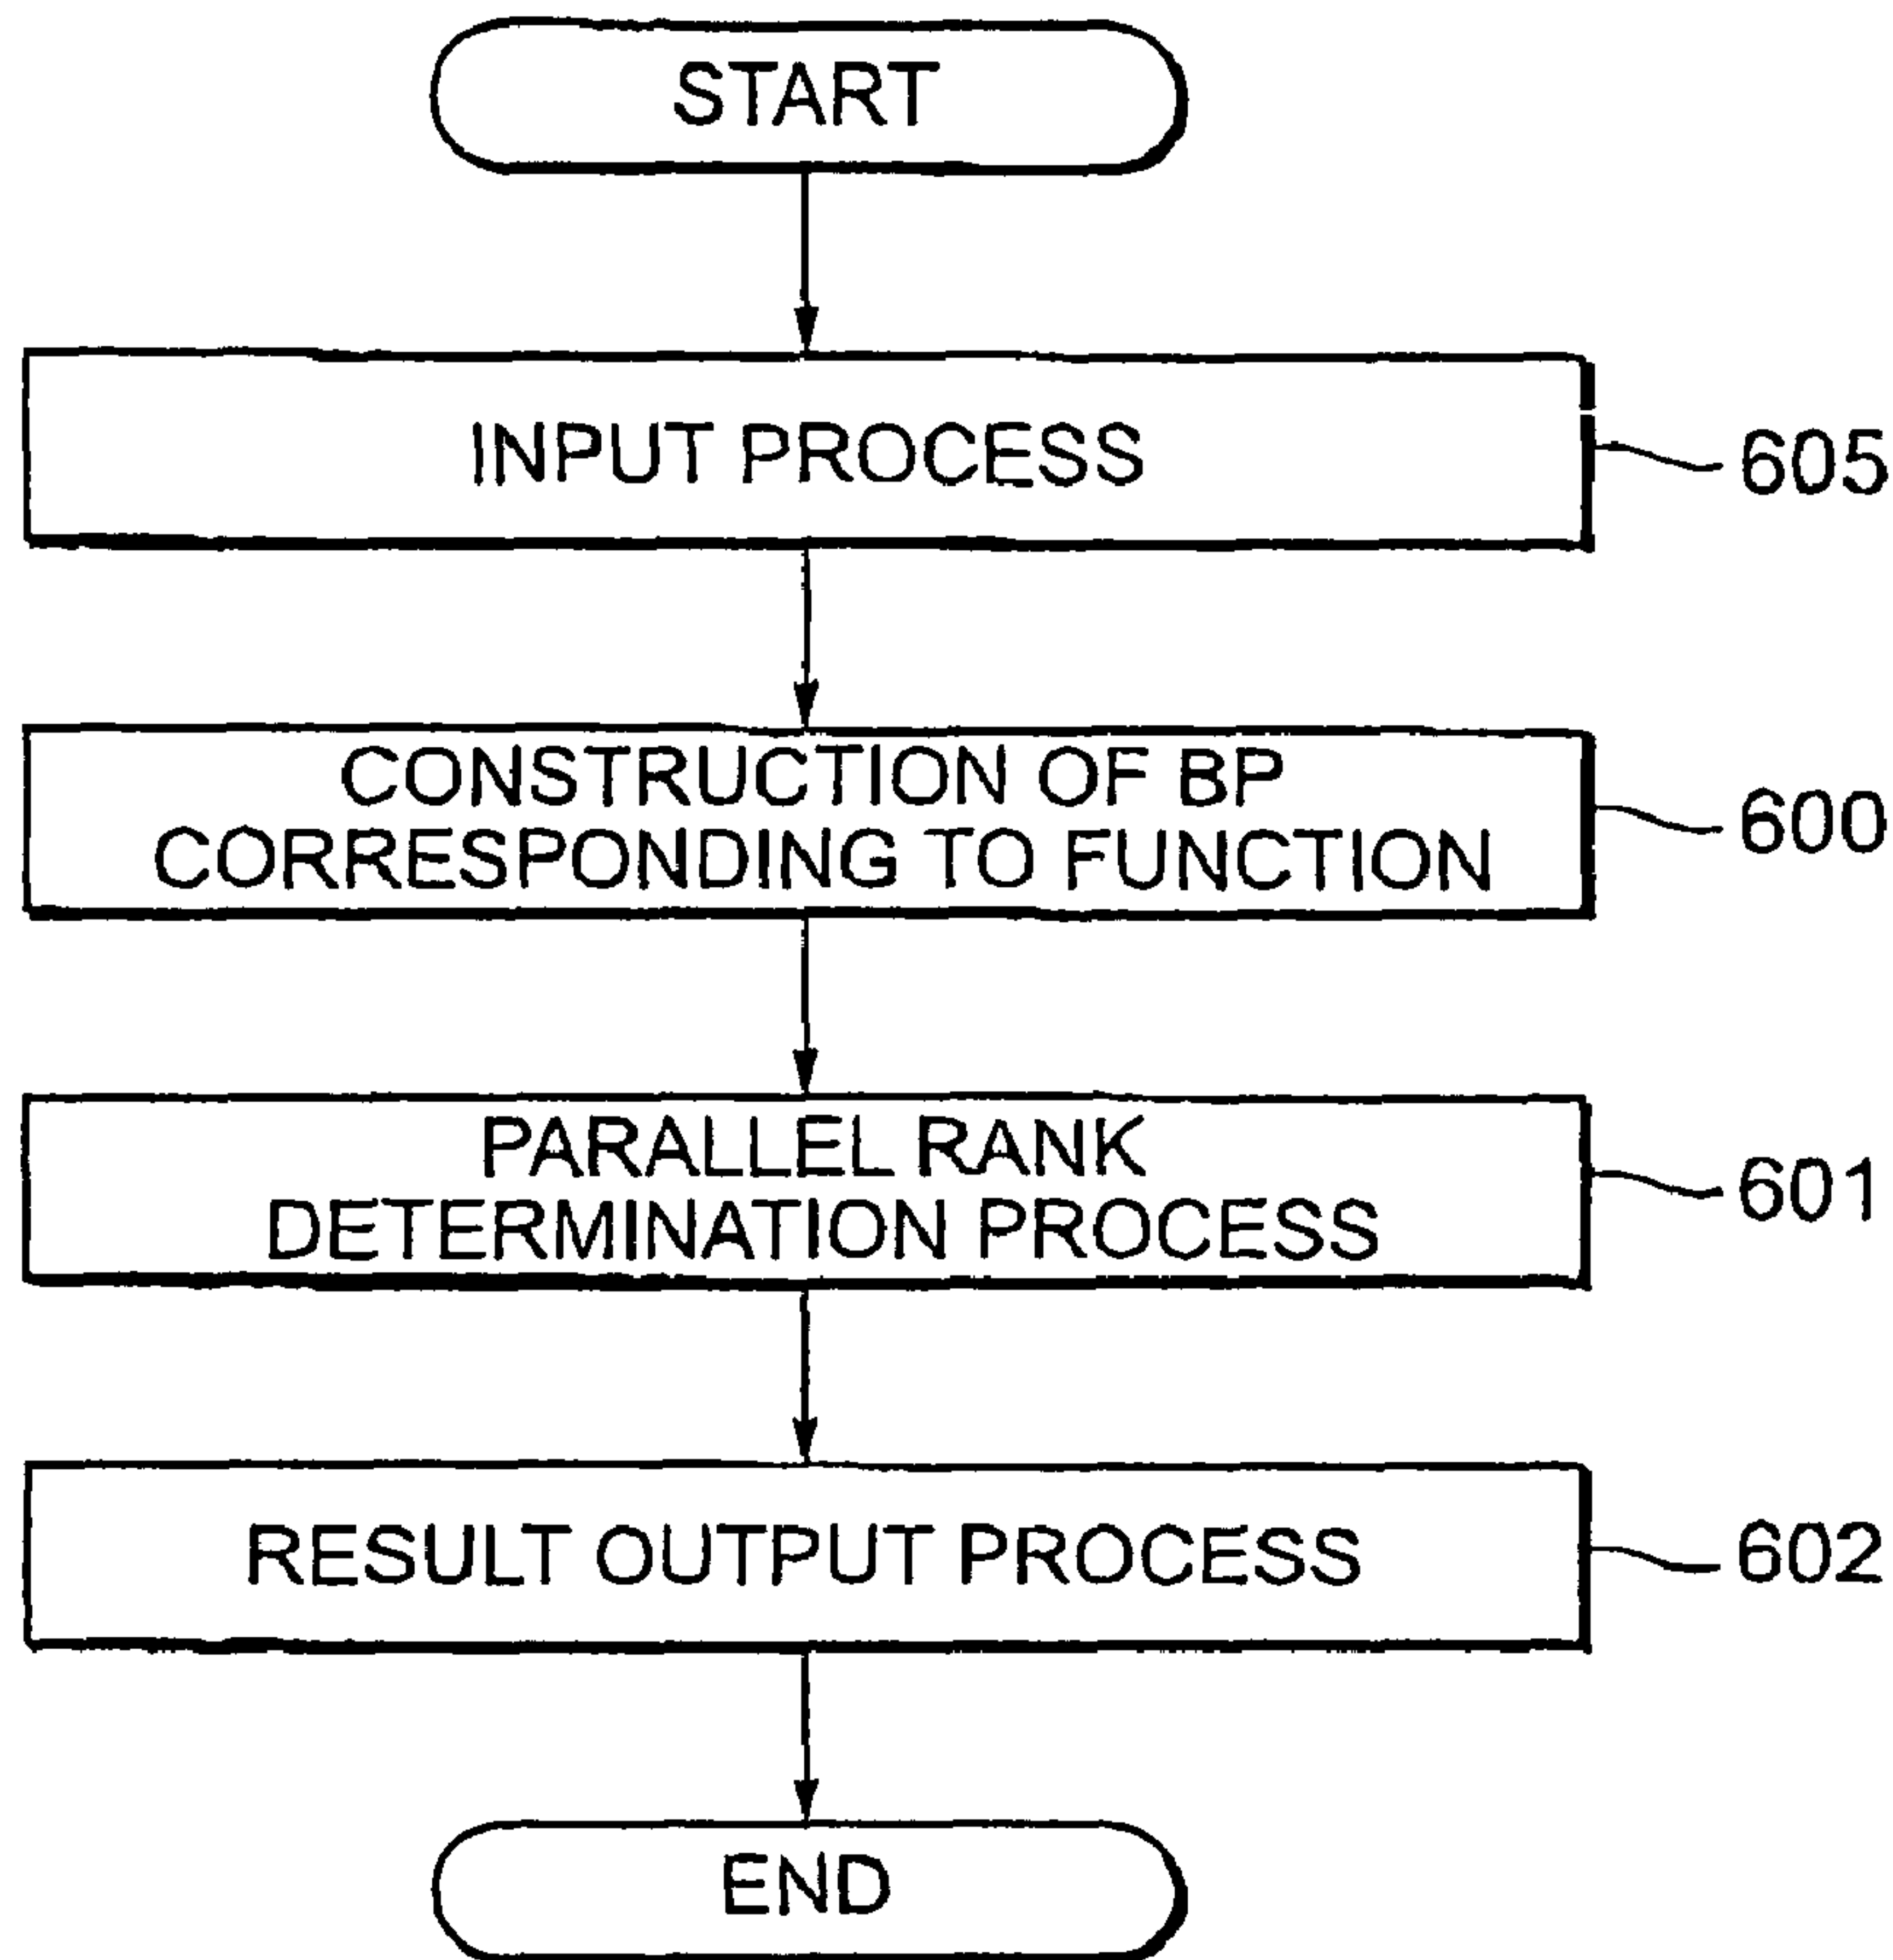 START
INPUT PROCESS
605
CONSTRUCTION OF BP
CORRESPONDING TO FUNCTION
600
PARALLEL RANK
DETERMINATION PROCESS
601
RESULT OUTPUT PROCESS
602
END